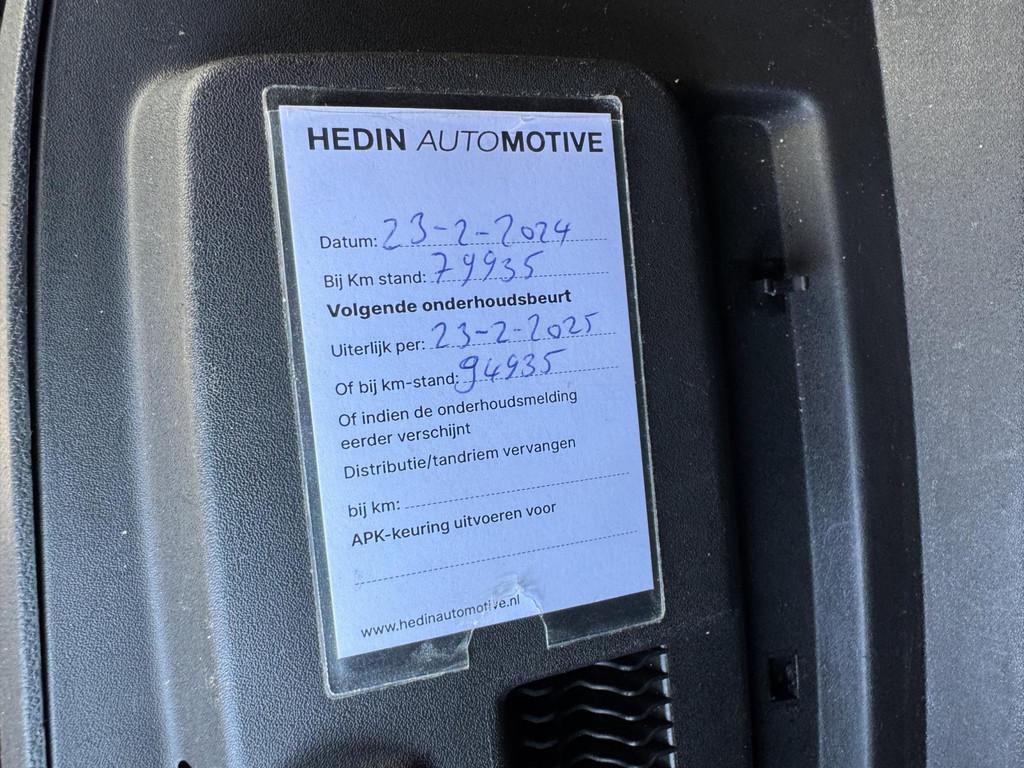 HEDIN AUTOMOTIVE
Datum: 23-2-2024
Bij Km stand: 79935
Volgende onderhoudsbeurt
Uiterlijk per: 23-2-2025
Of bij km-stand: 94935
Of indien de onderhoudsmelding
eerder verschijnt
Distributie/tandriem vervangen
bij km:
APK-keuring uitvoeren voor
www.hedinautomotive.nl